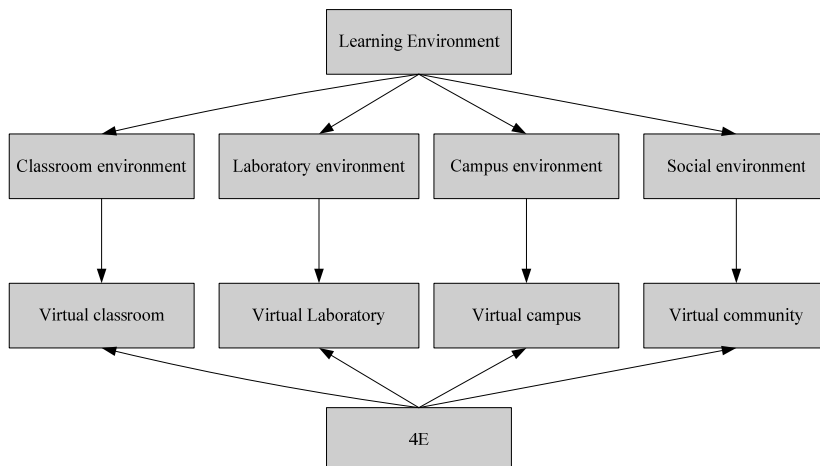 Learning Environment
Classroom environment
Laboratory environment
Campus environment
Social environment
Virtual classroom
Virtual Laboratory
Virtual campus
Virtual community
4E